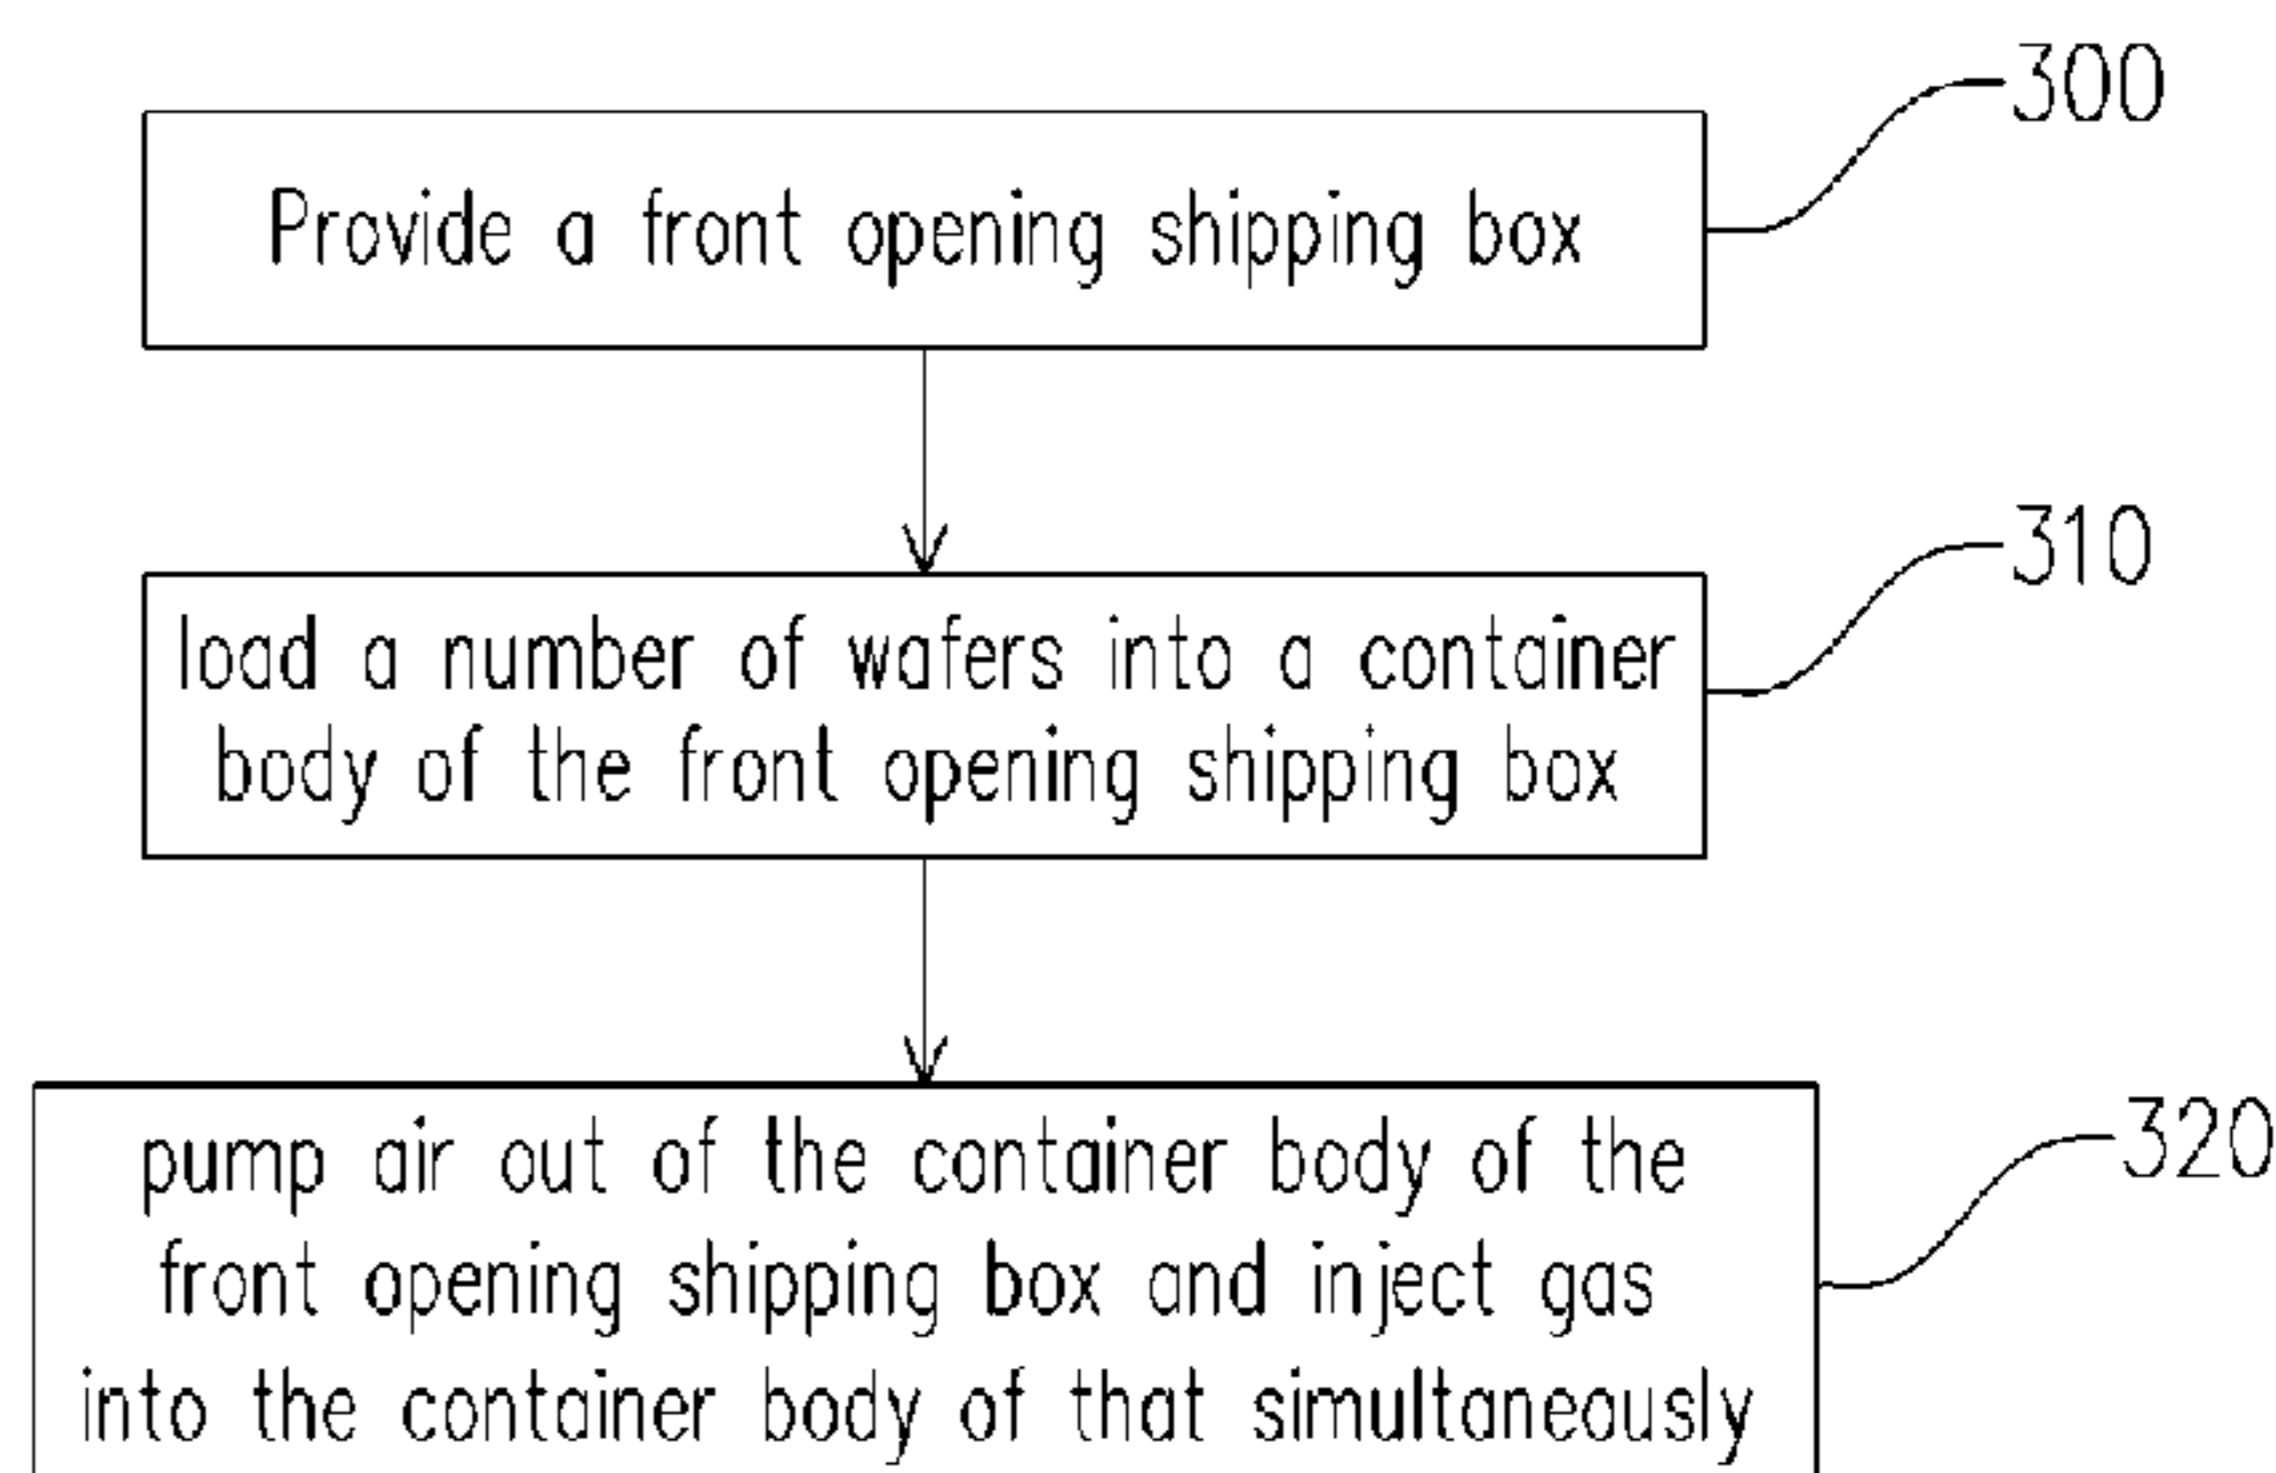 300
Provide a front opening shipping box
310
load a number of wafers into a container
body of the front opening shipping box
320
pump air out of the container body of the
front opening shipping box and inject gas
into the container body of that simultaneously